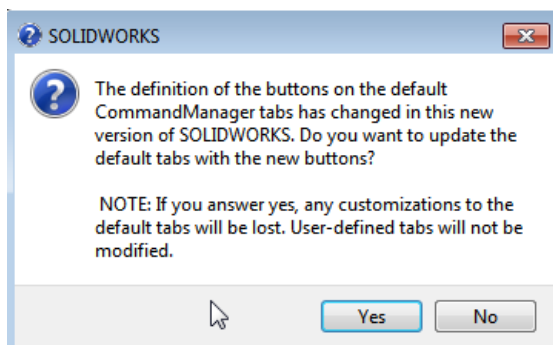 SOLIDWORKS
The definition of the buttons on the default
CommandManager tabs has changed in this new
version of SOLIDWORKS. Do you want to update the
default tabs with the new buttons?
NOTE: If you answer yes, any customizations to the
default tabs will be lost. User-defined tabs will not be
modified.
Yes No